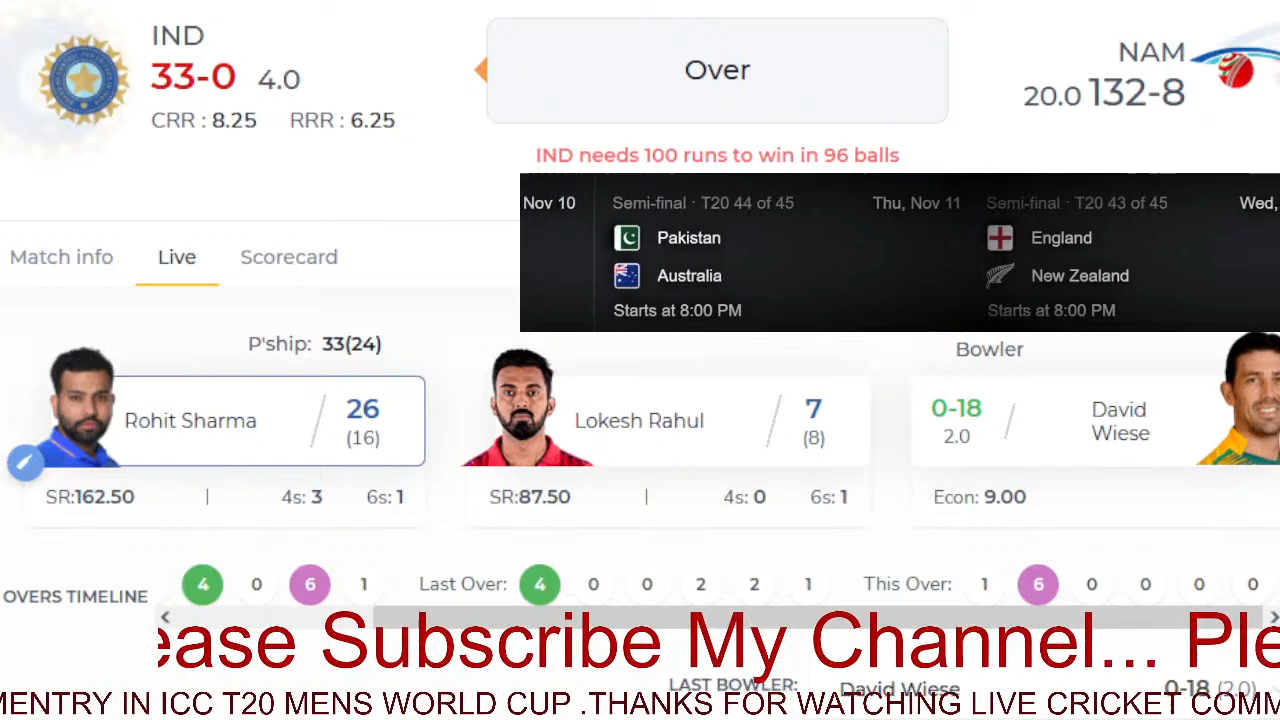 IND
33-0 4.0
CRR : 8.25 RRR : 6.25
Over
NAM
20.0 132-8
IND needs 100 runs to win in 96 balls
Nov 10
Semi-final · T20 44 of 45 Thu, Nov 11
Pakistan
Australia
Starts at 8:00 PM
Semi-final · T20 43 of 45 Wed,
England
New Zealand
Starts at 8:00 PM
Match info Live Scorecard
P'ship: 33(24)
Rohit Sharma 26
(16)
SR:162.50 | 4s: 3 6s: 1
Lokesh Rahul 7
(8)
SR:87.50 | 4s: 0 6s: 1
Bowler
0-18 David
2.0 Wiese
Econ: 9.00
OVERS TIMELINE
4 0 6 1 Last Over: 4 0 0 2 2 1 This Over: 1 6 0 0 0 0
ease Subscribe My Channel... Ple
LAST BOWLER: David Wiese 0-18 (2.0)
MENTRY IN ICC T20 MENS WORLD CUP .THANKS FOR WATCHING LIVE CRICKET COMM